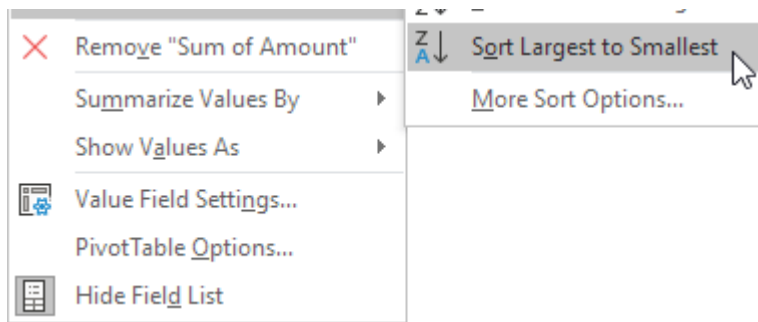 Remove "Sum of Amount"
Summarize Values By
Show Values As
Value Field Settings...
PivotTable Options...
Hide Field List
Sort Largest to Smallest
More Sort Options...